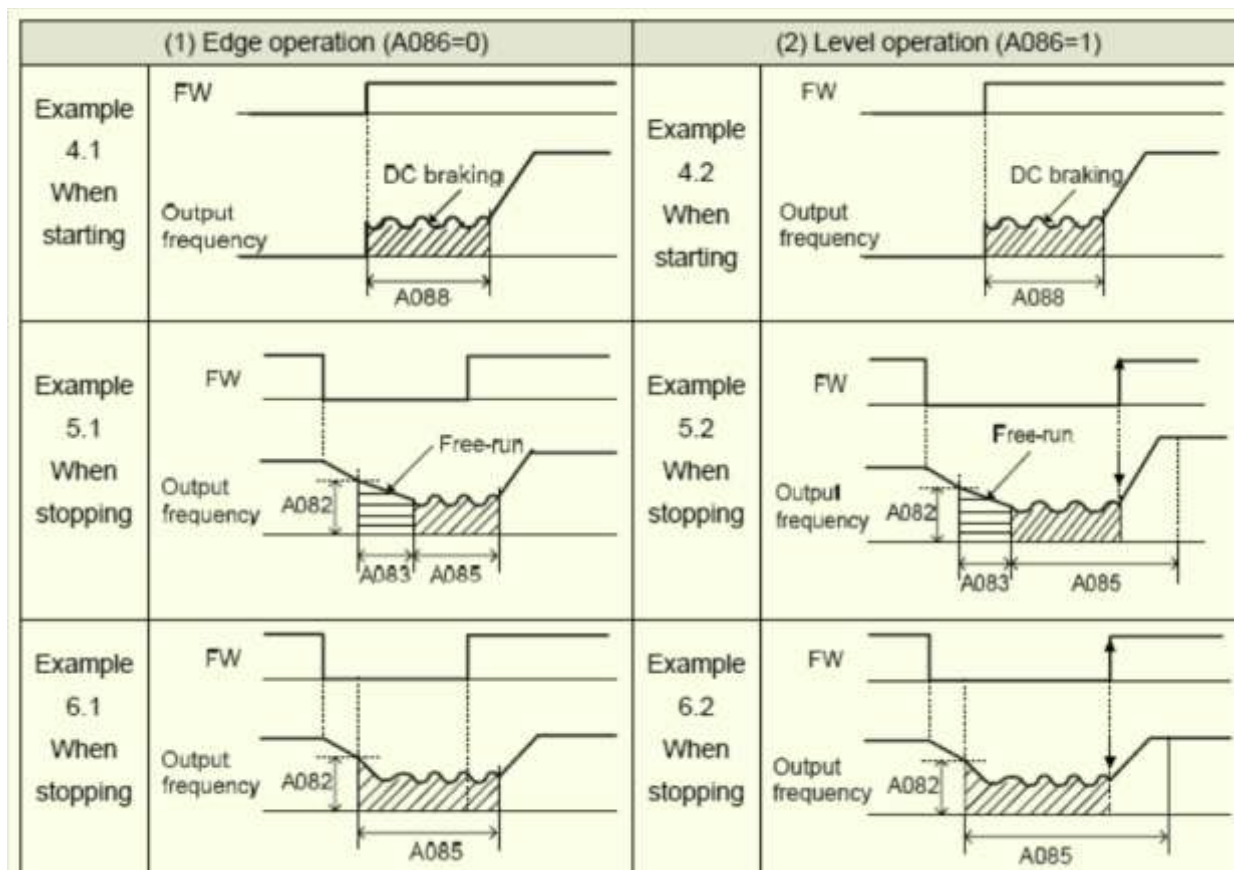 (1) Edge operation (A086=0)
(2) Level operation (A086=1)
Example
4.1
When
starting
FW
DC braking
Output
frequency
A088
Example
4.2
When
starting
FW
DC braking
Output
frequency
A088
Example
5.1
When
stopping
FW
Free-run
Output
frequency
A082
A083
A085
Example
5.2
When
stopping
FW
Free-run
Output
frequency
A082
A083
A085
Example
6.1
When
stopping
FW
Output
frequency
A082
A085
Example
6.2
When
stopping
FW
Output
frequency
A082
A085